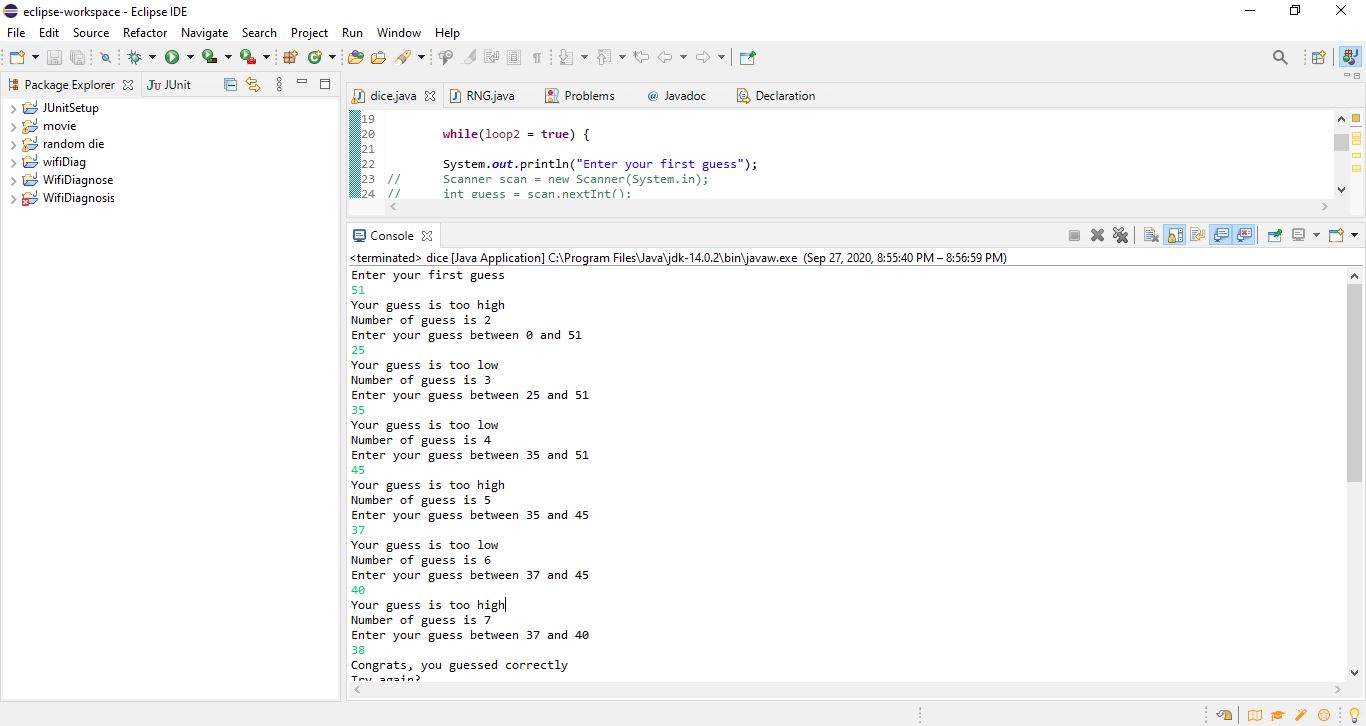 eclipse-workspace - Eclipse IDE
File Edit Source Refactor Navigate Search Project Run Window Help
Package Explorer
JUnit
JUnitSetup
movie
random die
wifiDiag
WifiDiagnose
WifiDiagnosis
dice.java RNG.java Problems @ Javadoc Declaration
19
20 while(loop2 = true) {
21
22 System.out.println("Enter your first guess");
23 // Scanner scan = new Scanner(System.in);
24 // int guess = scan.nextInt();
Console
<terminated> dice [Java Application] C:\Program Files\Java\jdk-14.0.2\bin\javaw.exe (Sep 27, 2020, 8:55:40 PM – 8:56:59 PM)
Enter your first guess
51
Your guess is too high
Number of guess is 2
Enter your guess between 0 and 51
25
Your guess is too low
Number of guess is 3
Enter your guess between 25 and 51
35
Your guess is too low
Number of guess is 4
Enter your guess between 35 and 51
45
Your guess is too high
Number of guess is 5
Enter your guess between 35 and 45
37
Your guess is too low
Number of guess is 6
Enter your guess between 37 and 45
40
Your guess is too high
Number of guess is 7
Enter your guess between 37 and 40
38
Congrats, you guessed correctly
Try again?